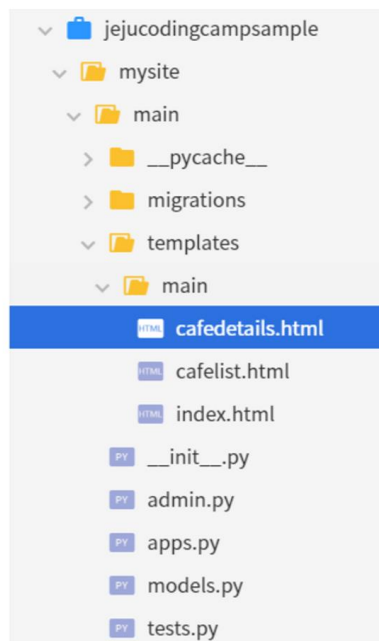 jejucodingcampsample
mysite
main
__pycache__
migrations
templates
main
HTML cafedetails.html
HTML cafelist.html
HTML index.html
PY __init__.py
PY admin.py
PY apps.py
PY models.py
PY tests.py